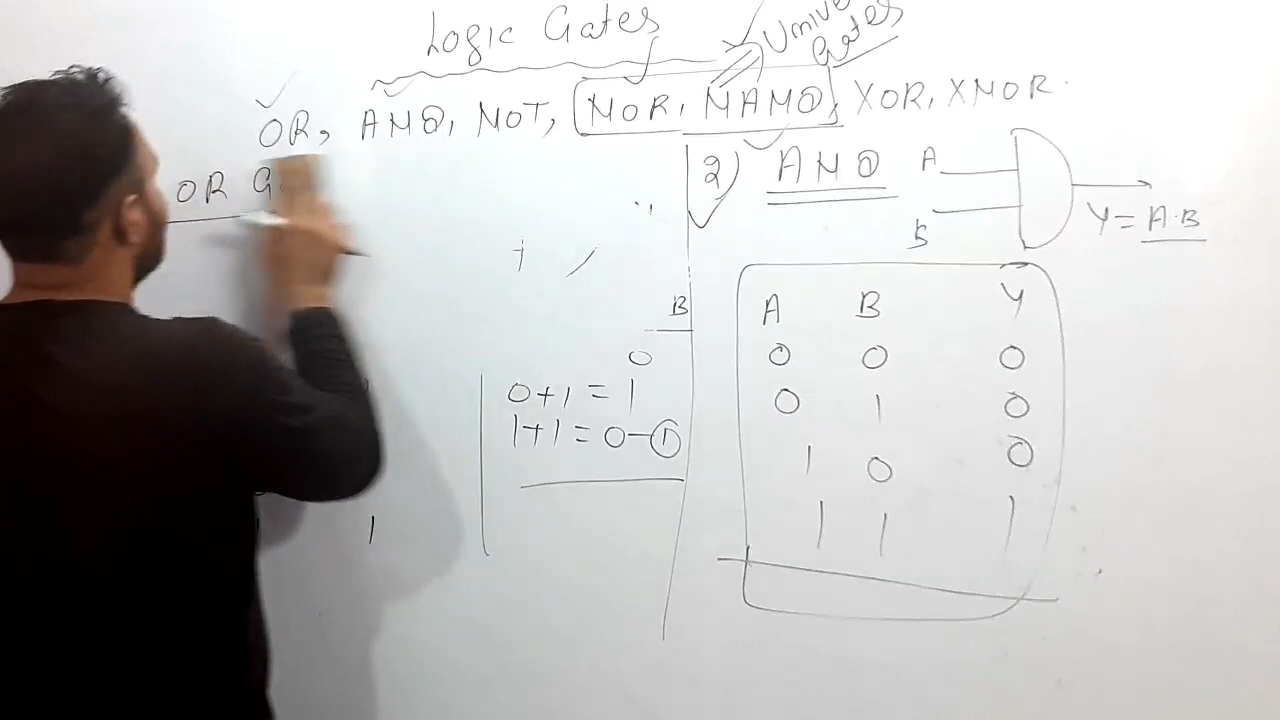 Logic Gates
Gates
OR, AND, NOT, NOR, NAND, XOR, XNOR.
OR G
2) AND
A
B
Y = A·B
+
B
0
0+1 = 1
1+1 = 0-1
1
A B Y
0 0 0
0 1 0
1 0 0
1 1 1